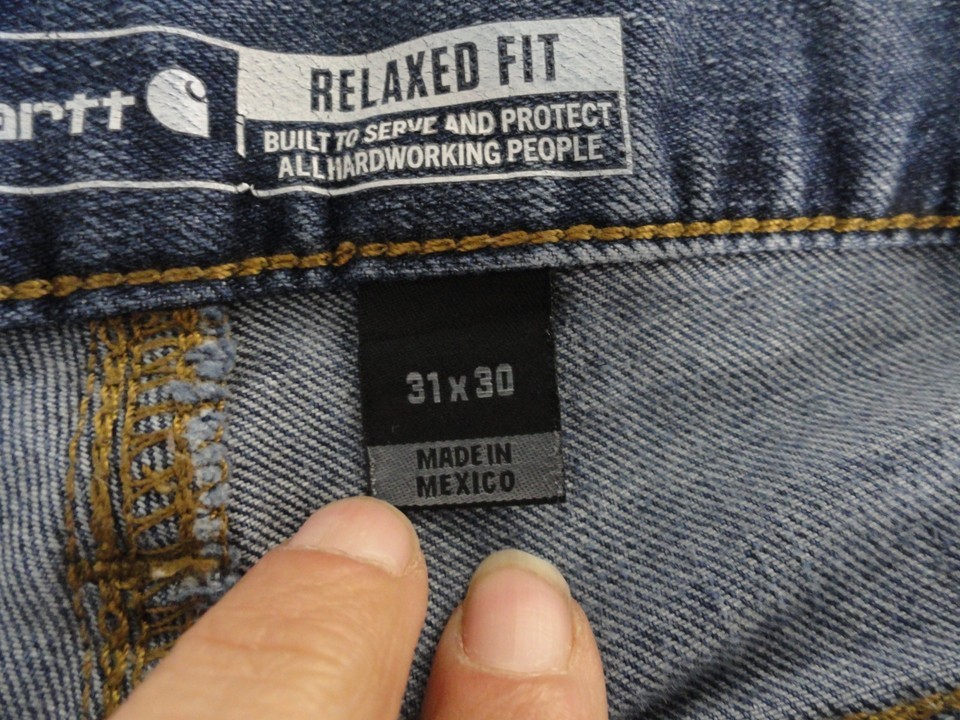 artt
RELAXED FIT
BUILT TO SERVE AND PROTECT
ALL HARDWORKING PEOPLE
31 x 30
MADE IN
MEXICO